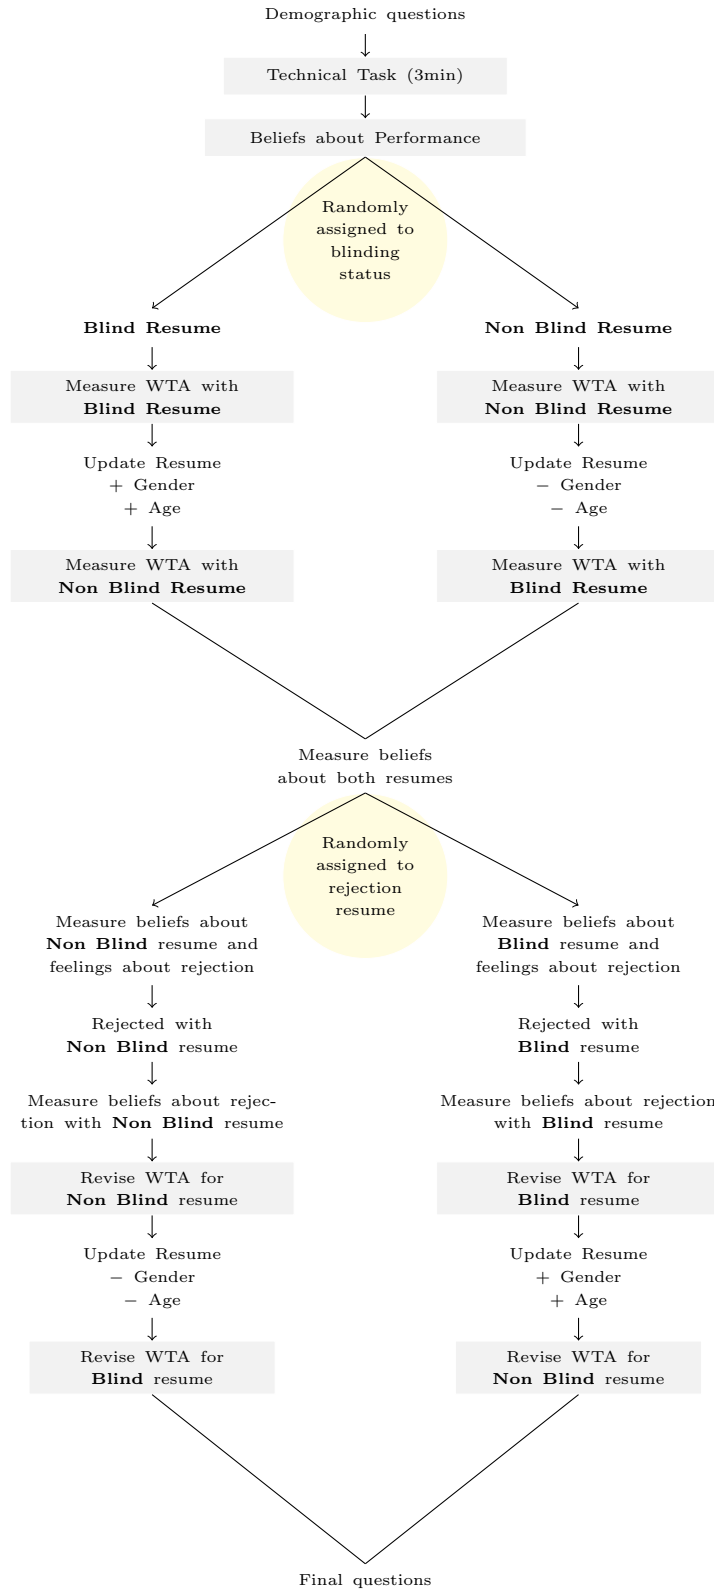 Demographic questions
Technical Task (3min)
Beliefs about Performance
Randomly
assigned to
blinding
status
Blind Resume
Measure WTA with
Blind Resume
Update Resume
+ Gender
+ Age
Measure WTA with
Non Blind Resume
Non Blind Resume
Measure WTA with
Non Blind Resume
Update Resume
− Gender
− Age
Measure WTA with
Blind Resume
Measure beliefs
about both resumes
Randomly
assigned to
rejection
resume
Measure beliefs about
Non Blind resume and
feelings about rejection
Rejected with
Non Blind resume
Measure beliefs about rejec-
tion with Non Blind resume
Revise WTA for
Non Blind resume
Update Resume
− Gender
− Age
Revise WTA for
Blind resume
Measure beliefs about
Blind resume and
feelings about rejection
Rejected with
Blind resume
Measure beliefs about rejection
with Blind resume
Revise WTA for
Blind resume
Update Resume
+ Gender
+ Age
Revise WTA for
Non Blind resume
Final questions